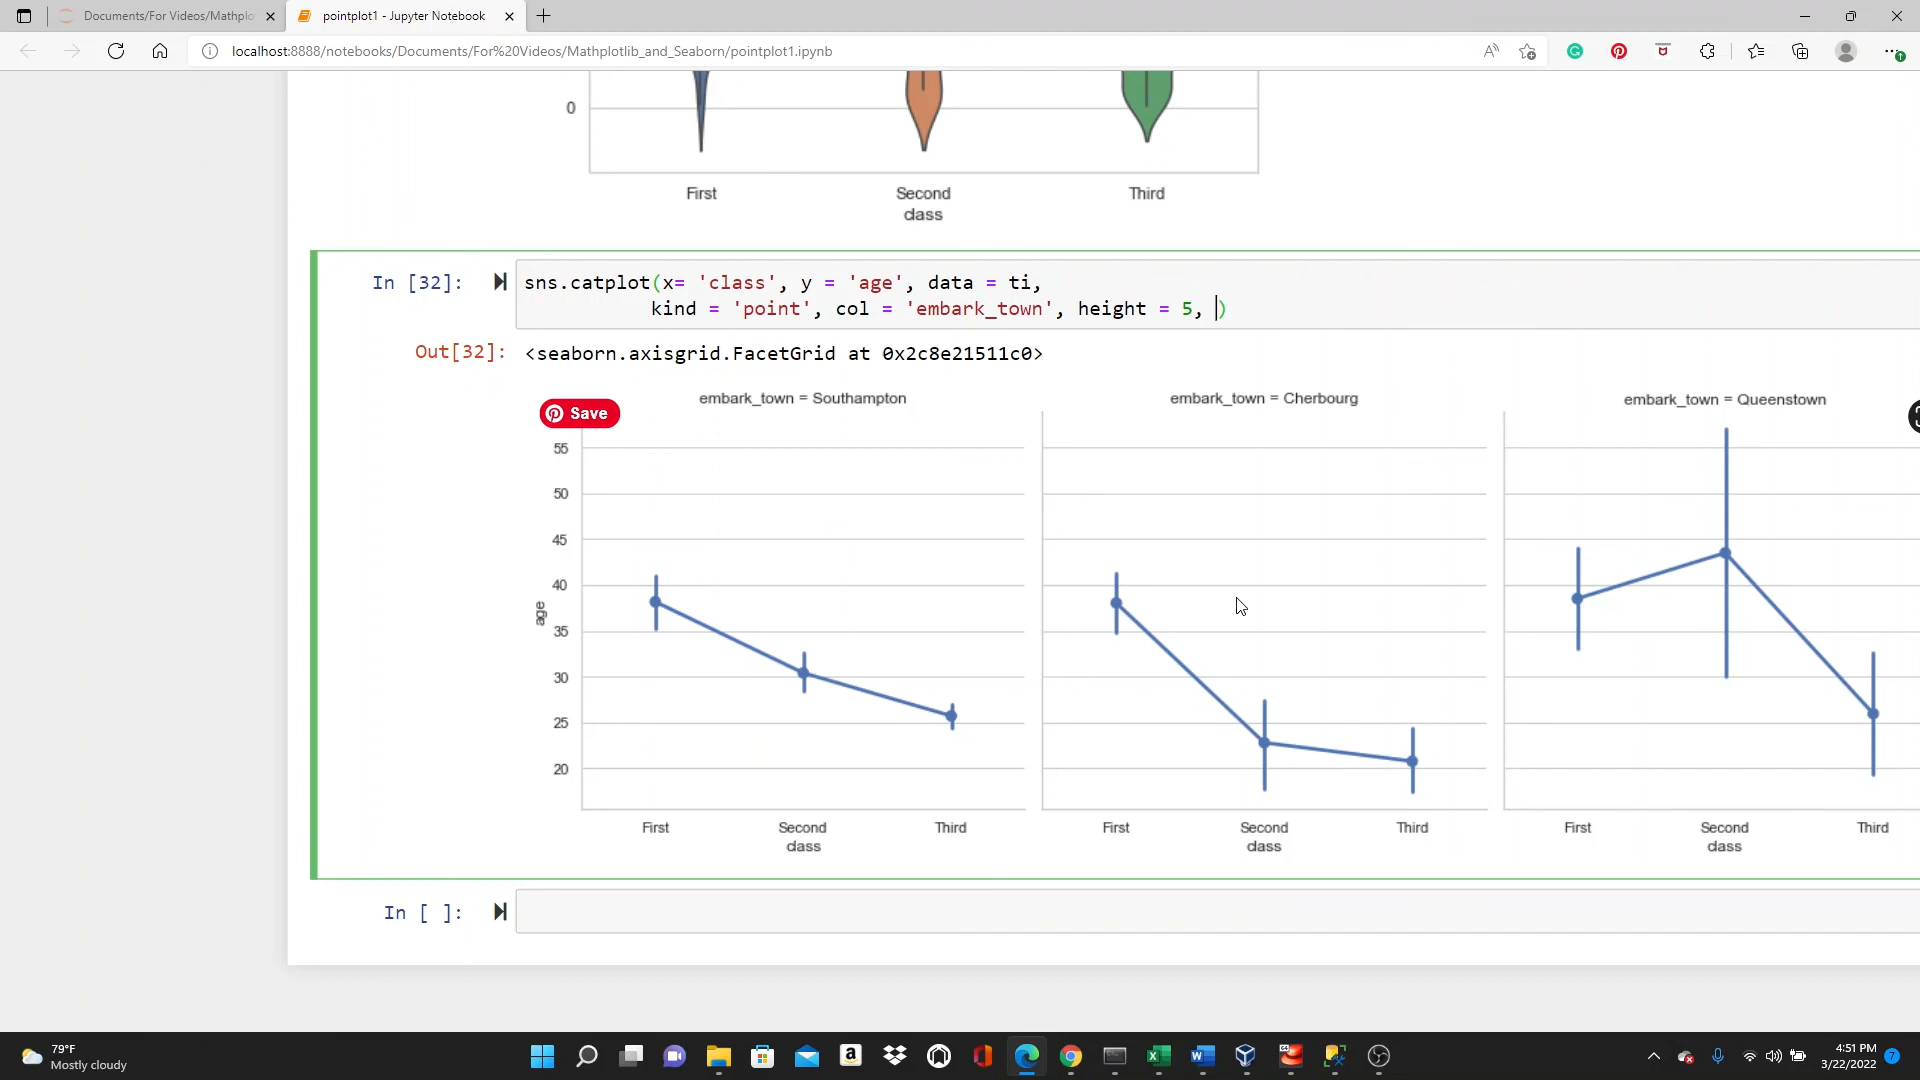 Documents/For Videos/Mathplo
pointplot1 - Jupyter Notebook
localhost:8888/notebooks/Documents/For%20Videos/Mathplotlib_and_Seaborn/pointplot1.ipynb
0
First
Second
Third
class
In [32]:
sns.catplot(x= 'class', y = 'age', data = ti,
kind = 'point', col = 'embark_town', height = 5, )
Out[32]:
<seaborn.axisgrid.FacetGrid at 0x2c8e21511c0>
embark_town = Southampton
embark_town = Cherbourg
embark_town = Queenstown
Save
55
50
45
40
35
30
25
20
age
First
Second
Third
class
First
Second
Third
class
First
Second
Third
class
In [ ]:
79°F
Mostly cloudy
4:51 PM
3/22/2022
7